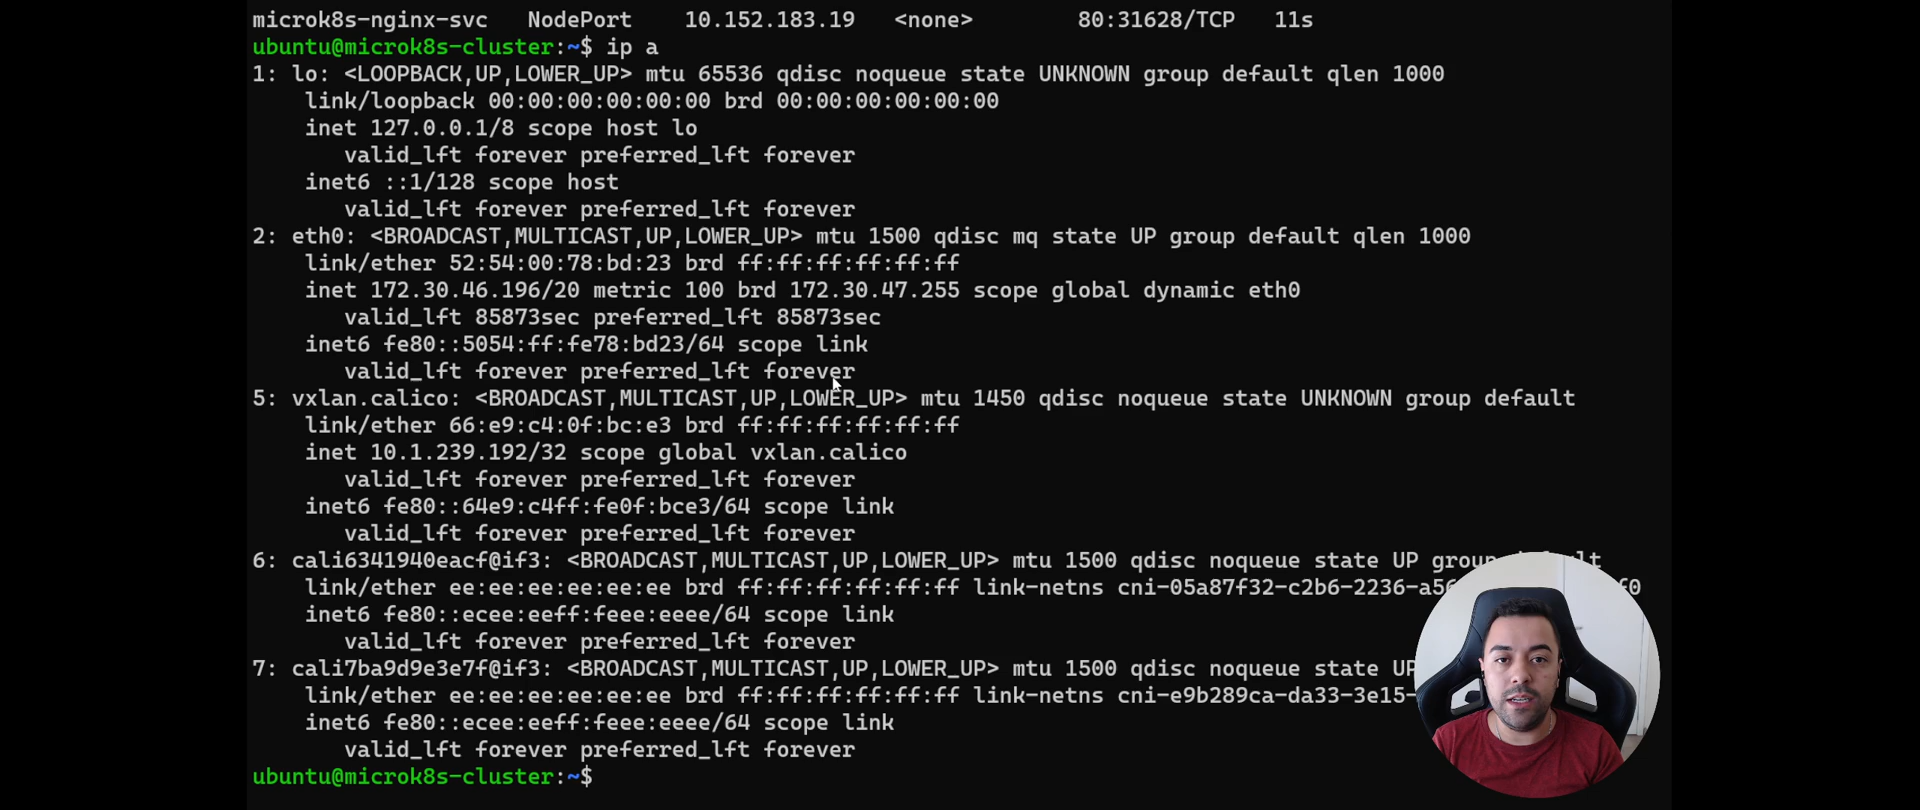 microk8s-nginx-svc   NodePort    10.152.183.19   <none>        80:31628/TCP   11s
ubuntu@microk8s-cluster:~$ ip a
1: lo: <LOOPBACK,UP,LOWER_UP> mtu 65536 qdisc noqueue state UNKNOWN group default qlen 1000
    link/loopback 00:00:00:00:00:00 brd 00:00:00:00:00:00
    inet 127.0.0.1/8 scope host lo
       valid_lft forever preferred_lft forever
    inet6 ::1/128 scope host
       valid_lft forever preferred_lft forever
2: eth0: <BROADCAST,MULTICAST,UP,LOWER_UP> mtu 1500 qdisc mq state UP group default qlen 1000
    link/ether 52:54:00:78:bd:23 brd ff:ff:ff:ff:ff:ff
    inet 172.30.46.196/20 metric 100 brd 172.30.47.255 scope global dynamic eth0
       valid_lft 85873sec preferred_lft 85873sec
    inet6 fe80::5054:ff:fe78:bd23/64 scope link
       valid_lft forever preferred_lft forever
5: vxlan.calico: <BROADCAST,MULTICAST,UP,LOWER_UP> mtu 1450 qdisc noqueue state UNKNOWN group default
    link/ether 66:e9:c4:0f:bc:e3 brd ff:ff:ff:ff:ff:ff
    inet 10.1.239.192/32 scope global vxlan.calico
       valid_lft forever preferred_lft forever
    inet6 fe80::64e9:c4ff:fe0f:bce3/64 scope link
       valid_lft forever preferred_lft forever
6: cali6341940eacf@if3: <BROADCAST,MULTICAST,UP,LOWER_UP> mtu 1500 qdisc noqueue state UP group default
    link/ether ee:ee:ee:ee:ee:ee brd ff:ff:ff:ff:ff:ff link-netns cni-05a87f32-c2b6-2236-a5
    inet6 fe80::ecee:eeff:feee:eeee/64 scope link
       valid_lft forever preferred_lft forever
7: cali7ba9d9e3e7f@if3: <BROADCAST,MULTICAST,UP,LOWER_UP> mtu 1500 qdisc noqueue state UP
    link/ether ee:ee:ee:ee:ee:ee brd ff:ff:ff:ff:ff:ff link-netns cni-e9b289ca-da33-3e15-
    inet6 fe80::ecee:eeff:feee:eeee/64 scope link
       valid_lft forever preferred_lft forever
ubuntu@microk8s-cluster:~$